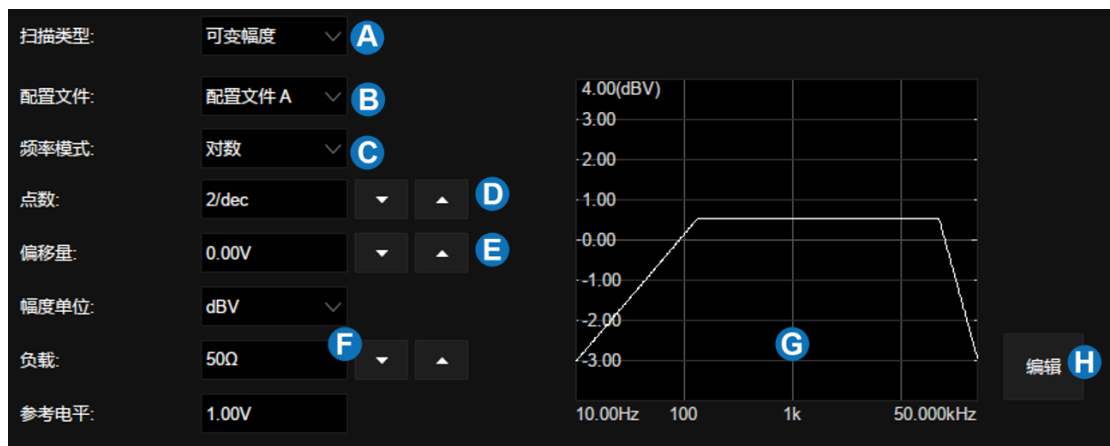 扫描类型: 可变幅度 A
配置文件: 配置文件 A B
频率模式: 对数 C
点数: 2/dec D
偏移量: 0.00V E
幅度单位: dBV
F
负载: 50Ω
参考电平: 1.00V
4.00(dBV)
3.00
2.00
1.00
0.00
-1.00
-2.00
-3.00
G
10.00Hz 100 1k 50.000kHz
编辑 H